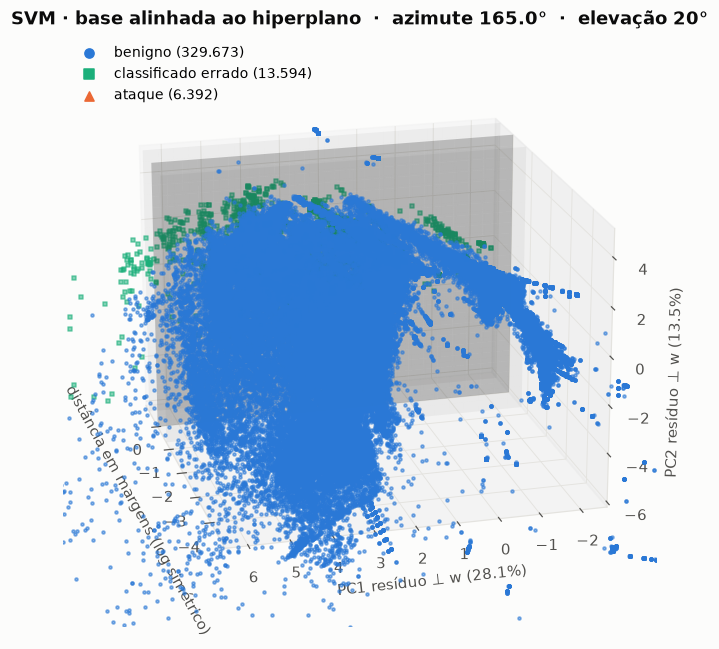 SVM · base alinhada ao hiperplano · azimute 165.0° · elevação 20°
benigno (329.673)
classificado errado (13.594)
ataque (6.392)
4
2
0
−2
−4
−6
PC2 resíduo ⊥ w (13.5%)
distância em margens (log simétrico)
0
−1
−2
−3
−4
6
5
4
3
2
1
0
−1
−2
PC1 resíduo ⊥ w (28.1%)